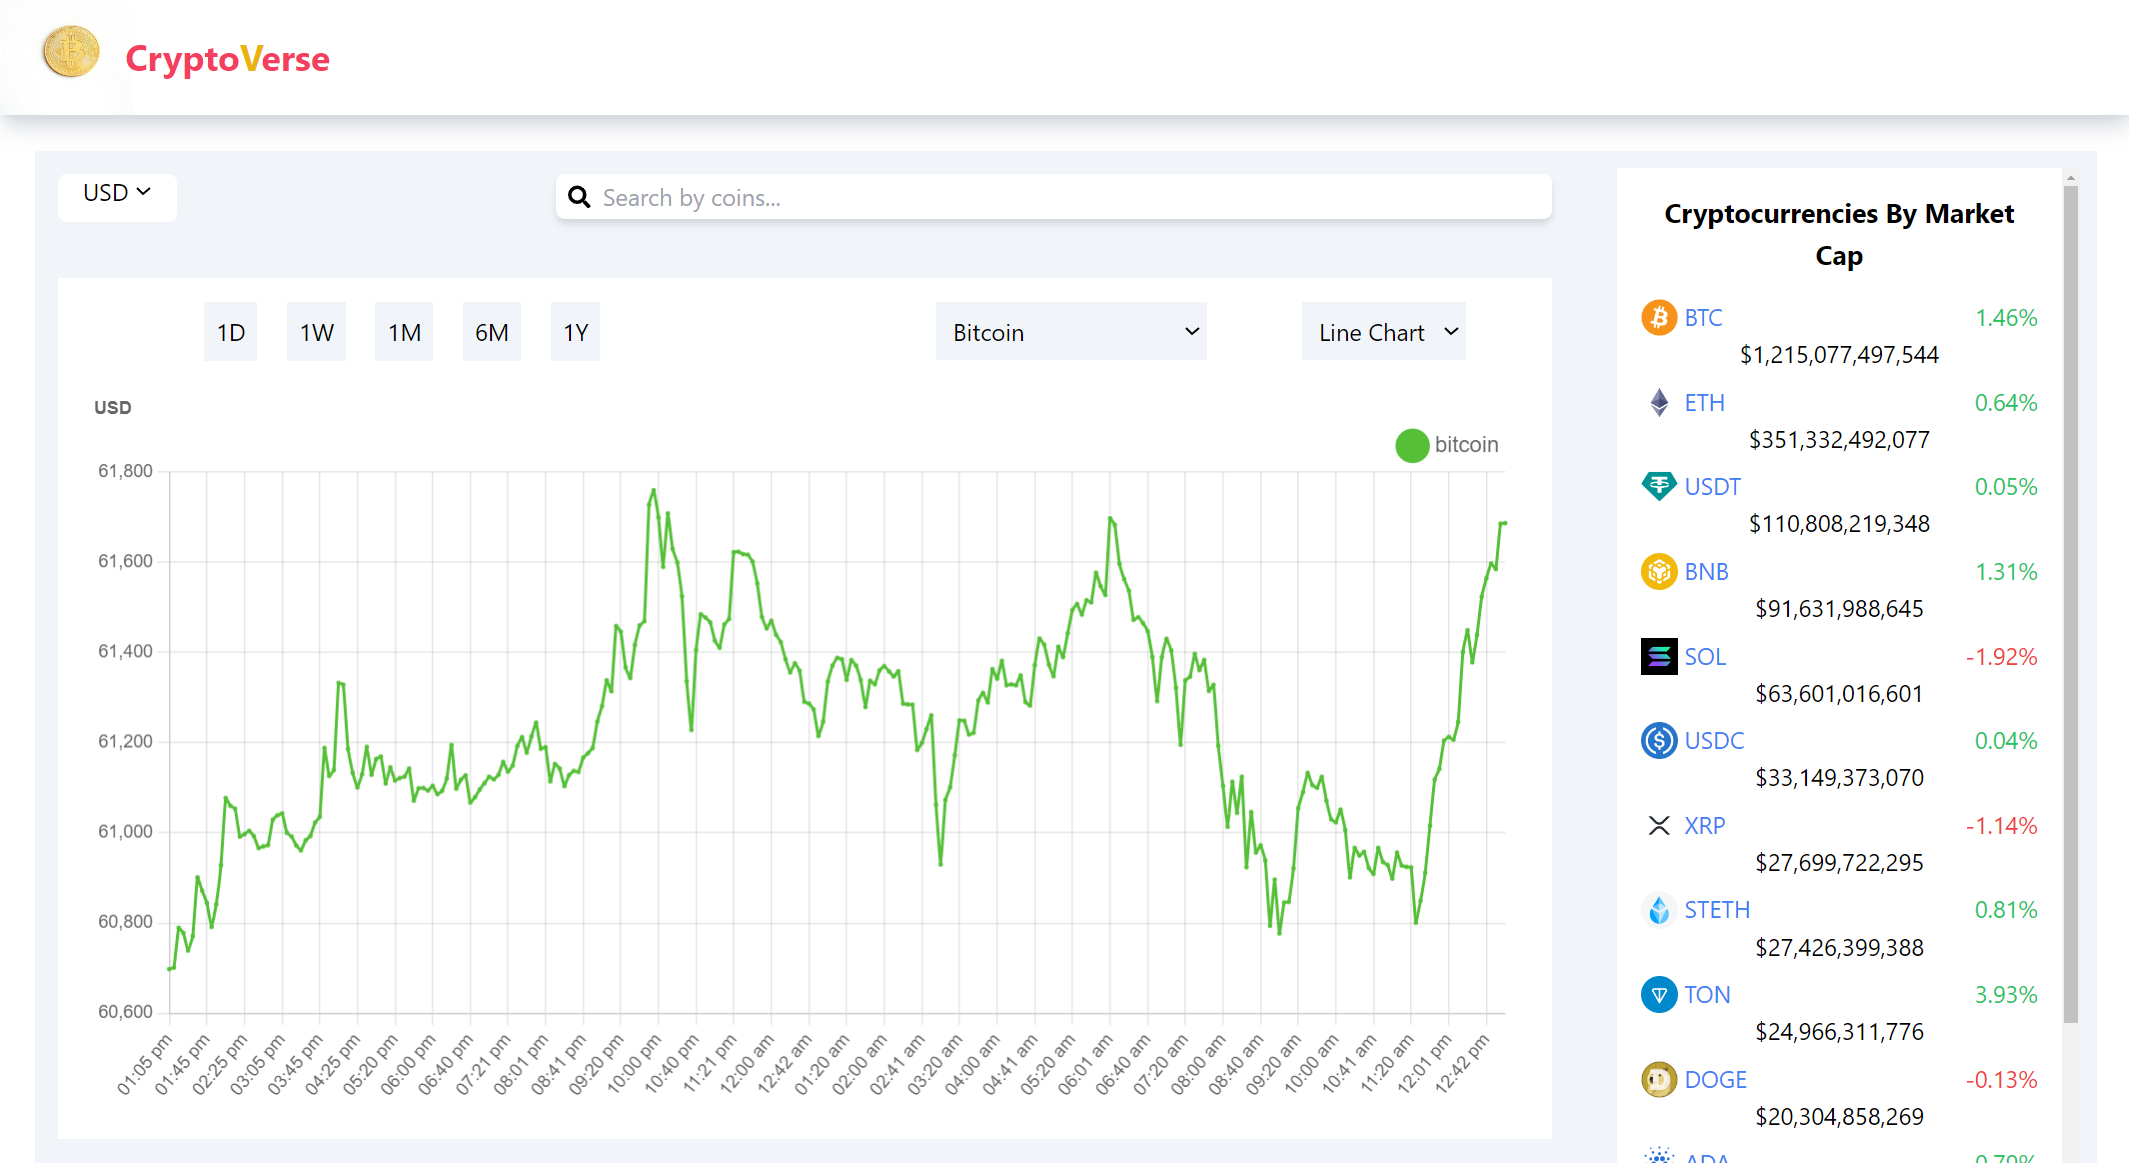 CryptoVerse
USD
Search by coins...
1D 1W 1M 6M 1Y
Bitcoin
Line Chart
USD
bitcoin
61,800
61,600
61,400
61,200
61,000
60,800
60,600
01:05 pm 01:45 pm 02:25 pm 03:05 pm 03:45 pm 04:25 pm 05:20 pm 06:00 pm 06:40 pm 07:21 pm 08:01 pm 08:41 pm 09:20 pm 10:00 pm 10:40 pm 11:21 pm 12:00 am 12:42 am 01:20 am 02:00 am 02:41 am 03:20 am 04:00 am 04:41 am 05:20 am 06:01 am 06:40 am 07:20 am 08:00 am 08:40 am 09:20 am 10:00 am 10:41 am 11:20 am 12:01 pm 12:42 pm
Cryptocurrencies By Market
Cap
BTC 1.46%
$1,215,077,497,544
ETH 0.64%
$351,332,492,077
USDT 0.05%
$110,808,219,348
BNB 1.31%
$91,631,988,645
SOL -1.92%
$63,601,016,601
USDC 0.04%
$33,149,373,070
XRP -1.14%
$27,699,722,295
STETH 0.81%
$27,426,399,388
TON 3.93%
$24,966,311,776
DOGE -0.13%
$20,304,858,269
ADA 0.79%